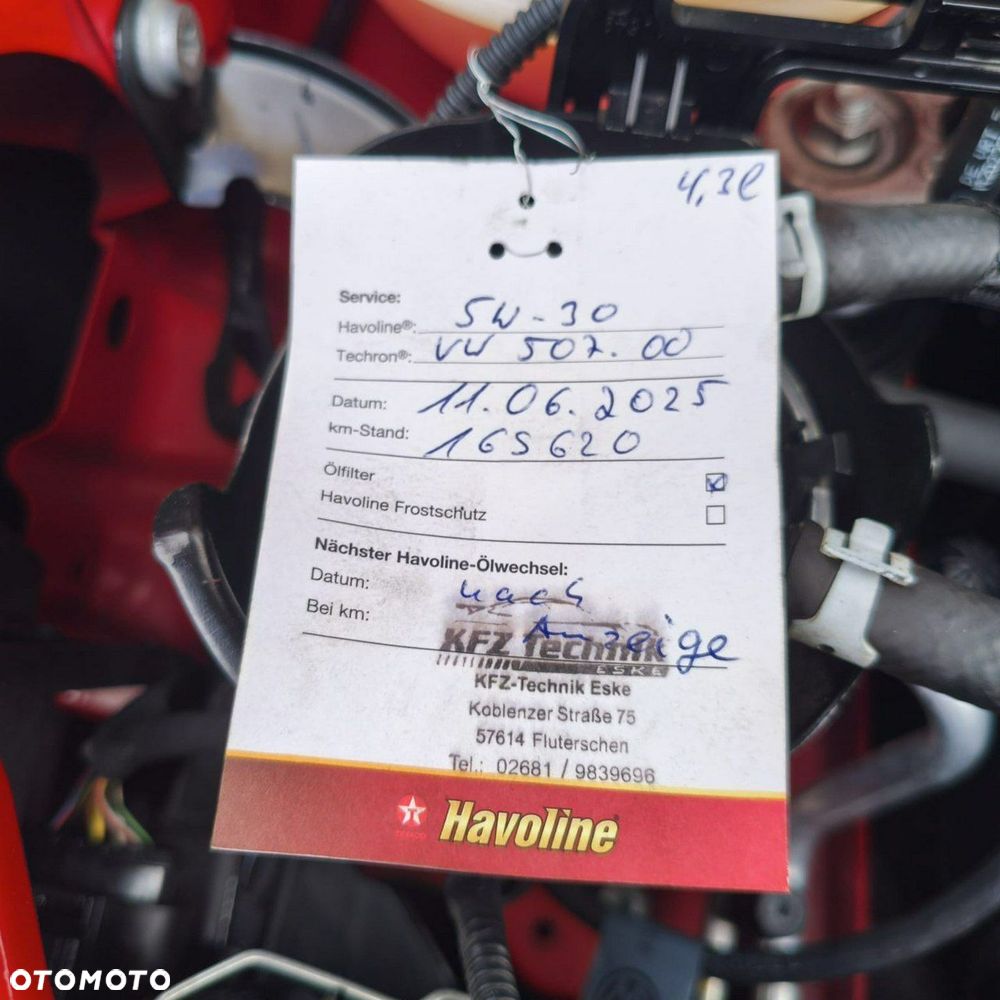 4,3l
Service:
Havoline®: 5W-30
Techron®: VW 507.00
Datum: 11.06.2025
km-Stand: 165620
Ölfilter
Havoline Frostschutz
Nächster Havoline-Ölwechsel:
Datum: nach
Bei km: Anzeige
KFZ Technik
ESKE
KFZ-Technik Eske
Koblenzer Straße 75
57614 Fluterschen
Tel.: 02681 / 9839696
TEXACO Havoline
OTOMOTO